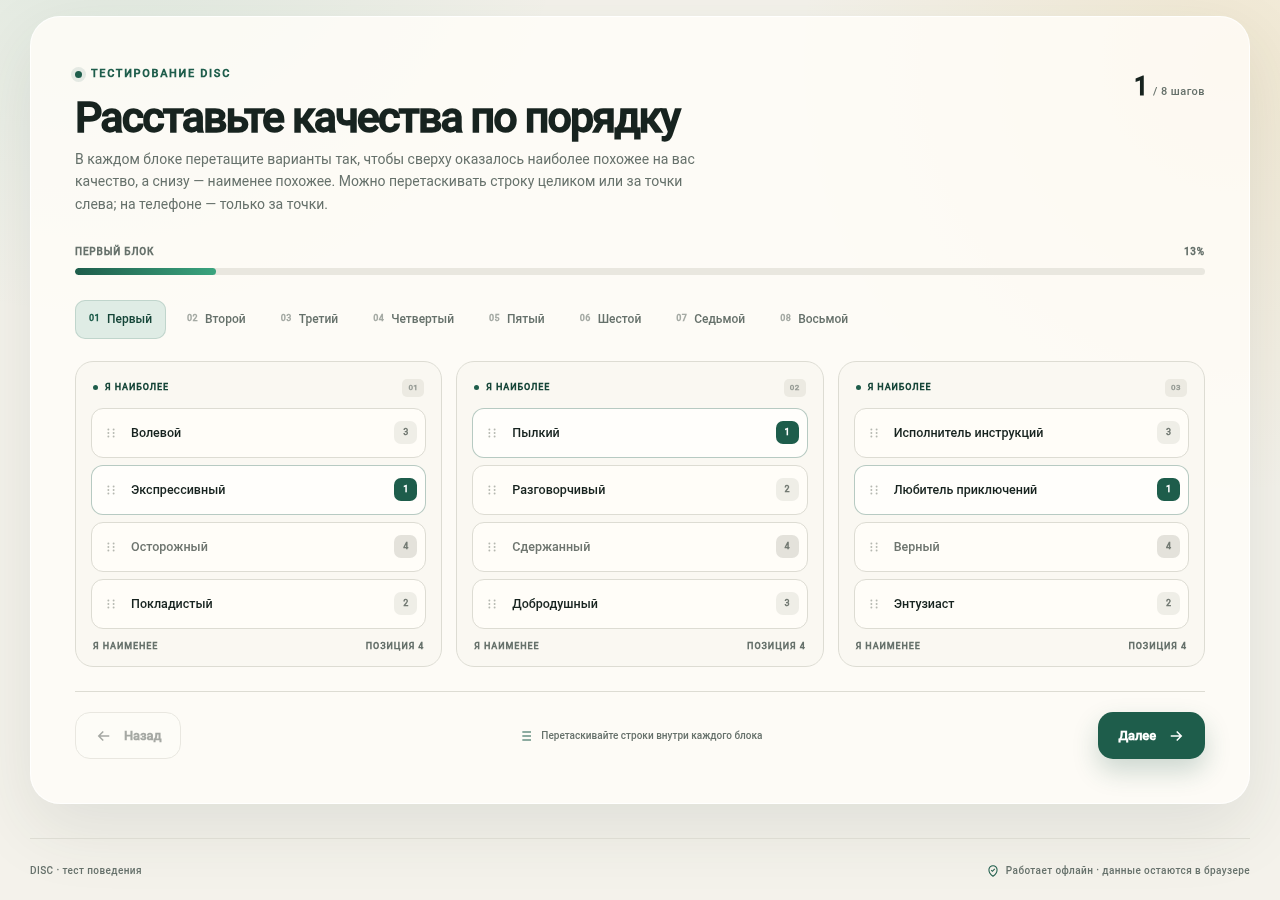 ТЕСТИРОВАНИЕ DISC
1 / 8 шагов
Расставьте качества по порядку
В каждом блоке перетащите варианты так, чтобы сверху оказалось наиболее похожее на вас
качество, а снизу — наименее похожее. Можно перетаскивать строку целиком или за точки
слева; на телефоне — только за точки.
ПЕРВЫЙ БЛОК 13%
01 Первый 02 Второй 03 Третий 04 Четвертый 05 Пятый 06 Шестой 07 Седьмой 08 Восьмой
Я НАИБОЛЕЕ 01
Волевой 3
Экспрессивный 1
Осторожный 4
Покладистый 2
Я НАИМЕНЕЕ ПОЗИЦИЯ 4
Я НАИБОЛЕЕ 02
Пылкий 1
Разговорчивый 2
Сдержанный 4
Добродушный 3
Я НАИМЕНЕЕ ПОЗИЦИЯ 4
Я НАИБОЛЕЕ 03
Исполнитель инструкций 3
Любитель приключений 1
Верный 4
Энтузиаст 2
Я НАИМЕНЕЕ ПОЗИЦИЯ 4
Назад
Перетаскивайте строки внутри каждого блока
Далее
DISC · тест поведения
Работает офлайн · данные остаются в браузере